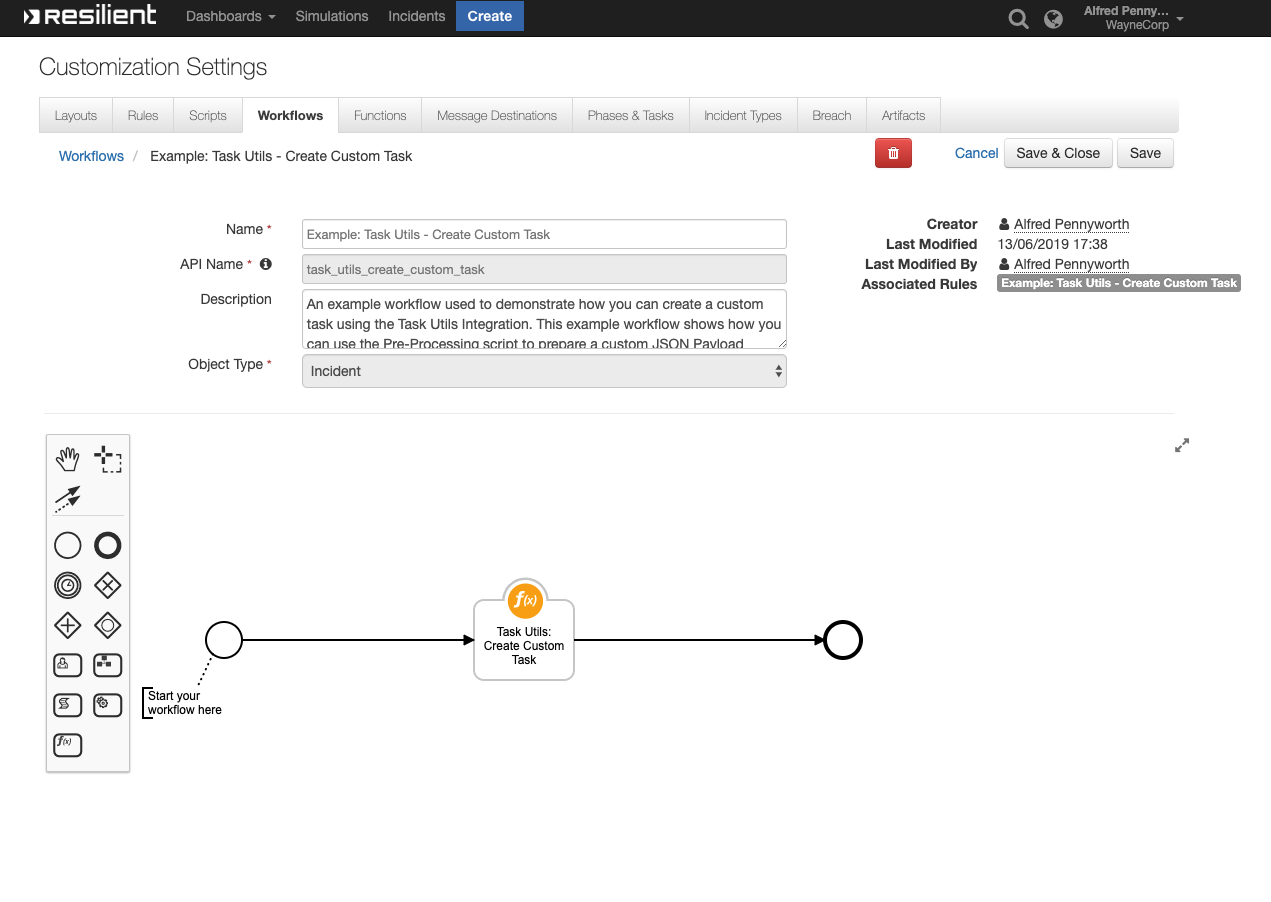 resilient
Dashboards Simulations Incidents Create
Alfred Penny...
WayneCorp
Customization Settings
Layouts Rules Scripts Workflows Functions Message Destinations Phases & Tasks Incident Types Breach Artifacts
Workflows / Example: Task Utils - Create Custom Task
Cancel Save & Close Save
Name * Example: Task Utils - Create Custom Task
API Name * task_utils_create_custom_task
Description An example workflow used to demonstrate how you can create a custom
task using the Task Utils Integration. This example workflow shows how you
can use the Pre-Processing script to prepare a custom JSON Payload
Object Type * Incident
Creator Alfred Pennyworth
Last Modified 13/06/2019 17:38
Last Modified By Alfred Pennyworth
Associated Rules Example: Task Utils - Create Custom Task
f(x)
Task Utils:
Create Custom
Task
Start your
workflow here
f(x)